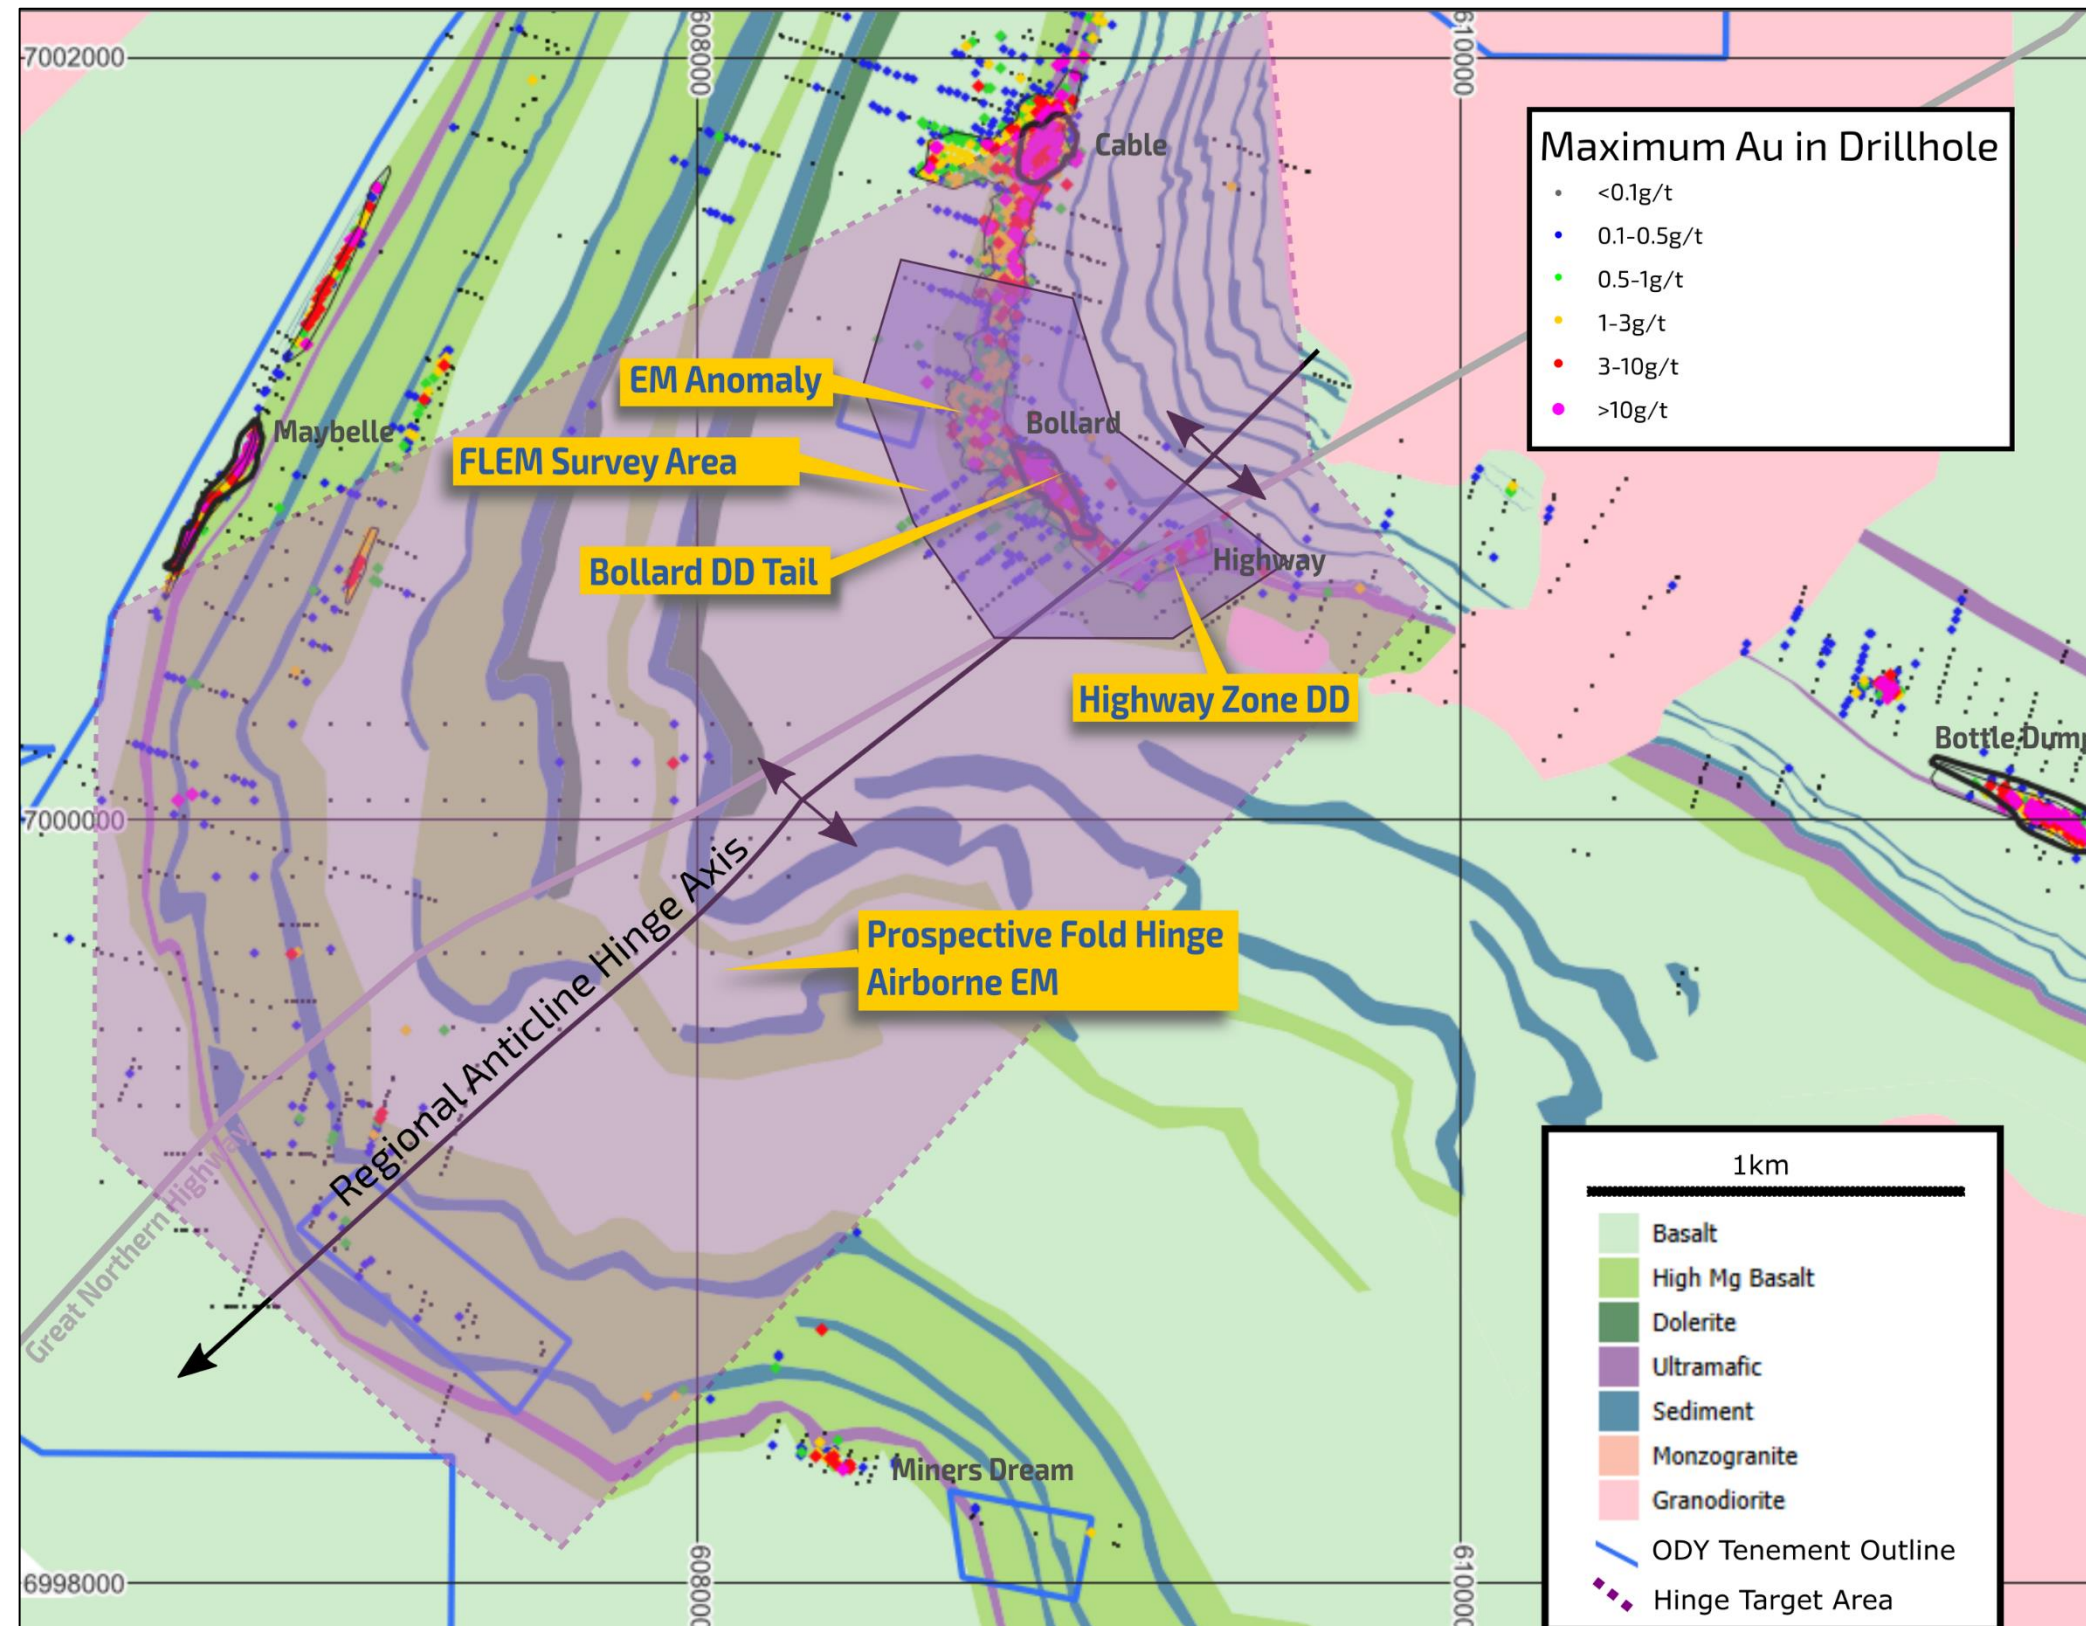 7002000
608000
610000
Cable
Maximum Au in Drillhole
<0.1g/t
0.1-0.5g/t
0.5-1g/t
1-3g/t
3-10g/t
>10g/t
EM Anomaly
Bollard
Maybelle
FLEM Survey Area
Bollard DD Tail
Highway
Highway Zone DD
Bottle Dump
7000000
Regional Anticline Hinge Axis
Prospective Fold Hinge
Airborne EM
Great Northern Highway
1km
Basalt
High Mg Basalt
Dolerite
Ultramafic
Sediment
Monzogranite
Granodiorite
ODY Tenement Outline
Hinge Target Area
Miners Dream
6998000
608000
610000